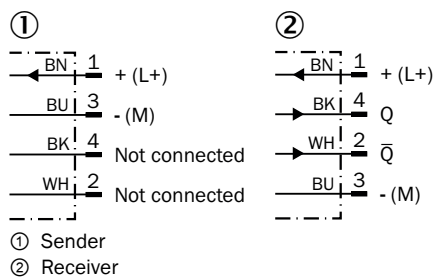 ① ②
BN 1 + (L+)
BU 3 - (M)
BK 4 Not connected
WH 2 Not connected
BN 1 + (L+)
BK 4 Q
WH 2 Q̅
BU 3 - (M)
① Sender
② Receiver